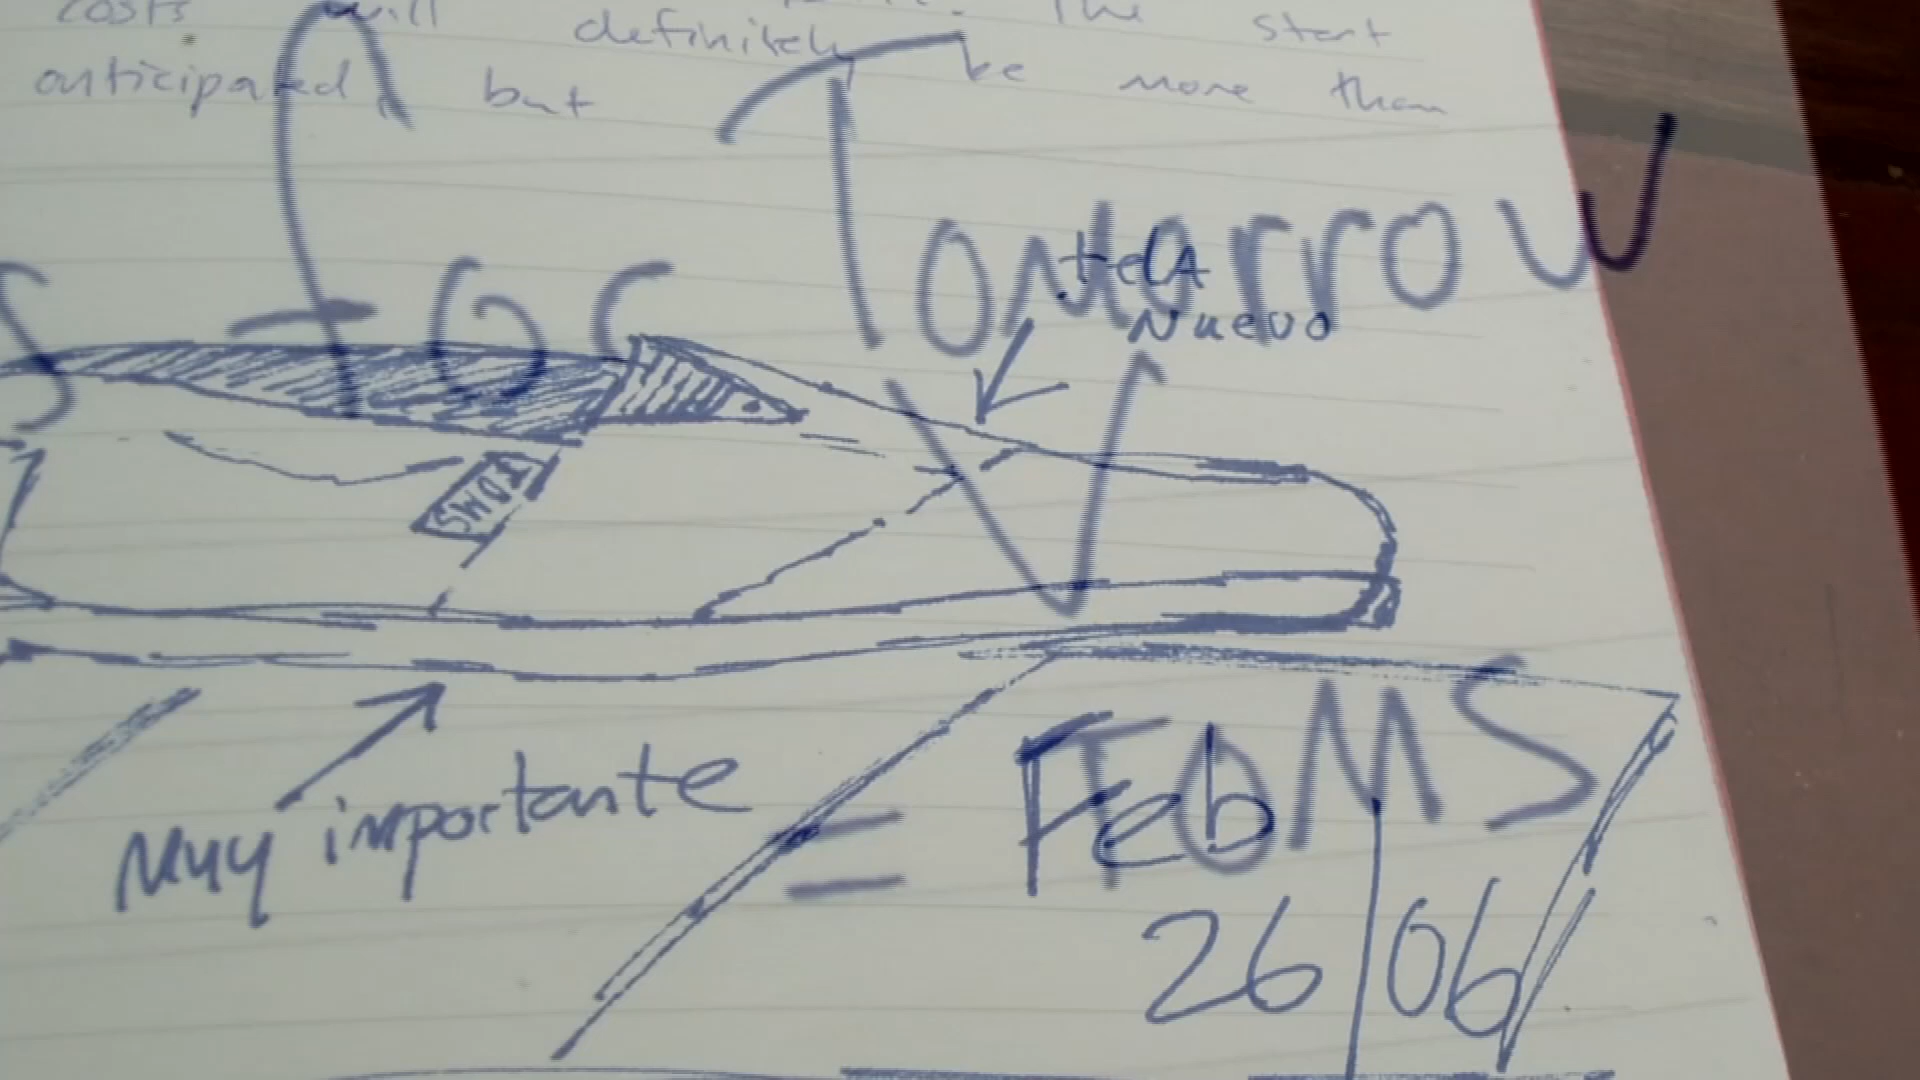 costs will
The start
definitely be more than
anticipated but
s for Tomorrow
tela
Nuevo
TOMS
Muy importante
= TOMS
Feb
26/06